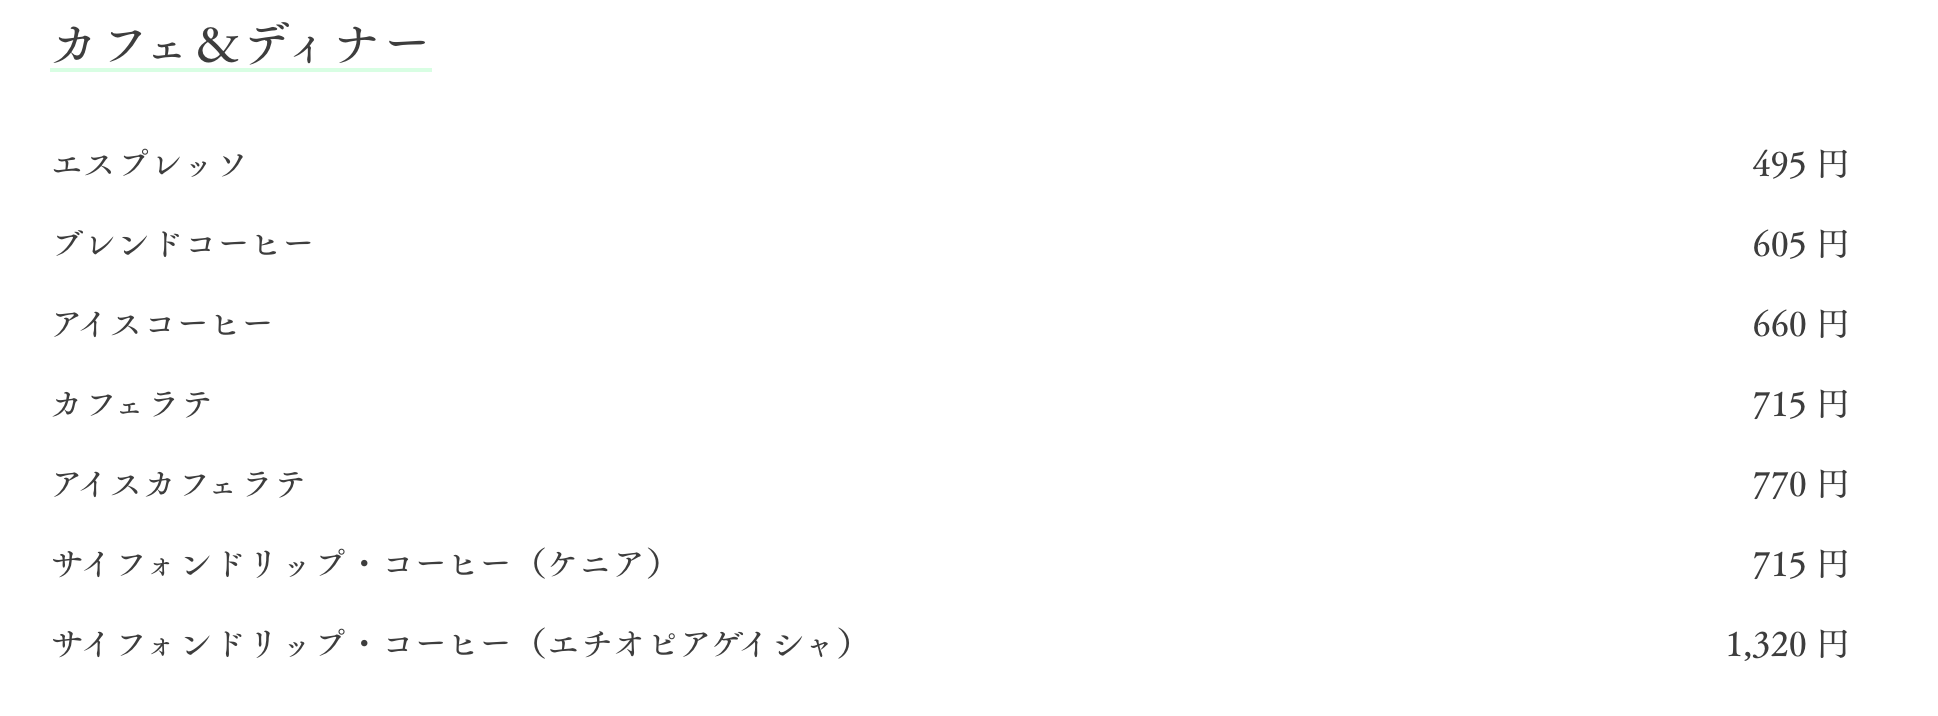 カフェ&ディナー
エスプレッソ 495 円
ブレンドコーヒー 605 円
アイスコーヒー 660 円
カフェラテ 715 円
アイスカフェラテ 770 円
サイフォンドリップ・コーヒー（ケニア） 715 円
サイフォンドリップ・コーヒー（エチオピアゲイシャ） 1,320 円